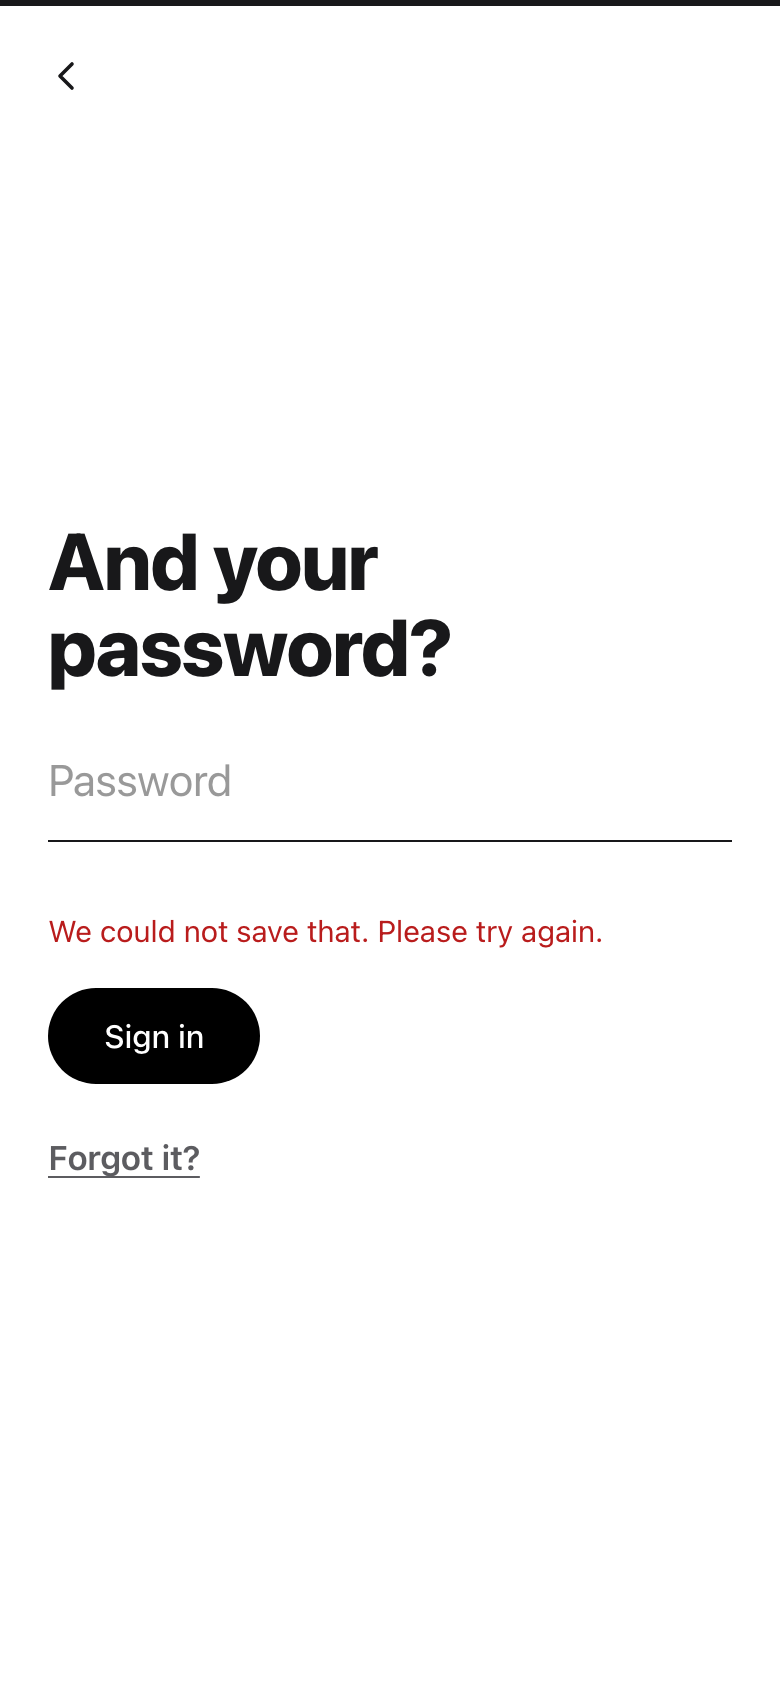 And your
password?
Password
We could not save that. Please try again.
Sign in
Forgot it?